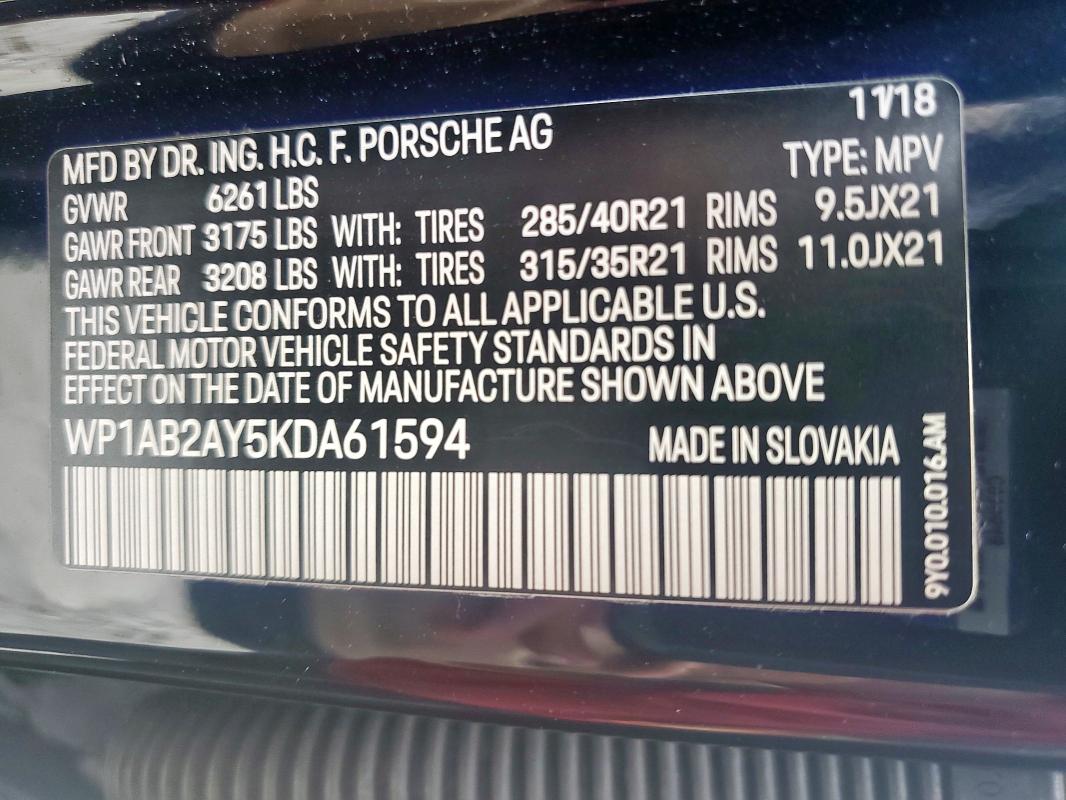 11/18
MFD BY DR. ING. H.C. F. PORSCHE AG
TYPE: MPV
GVWR 6261 LBS
GAWR FRONT 3175 LBS WITH: TIRES 285/40R21 RIMS 9.5JX21
GAWR REAR 3208 LBS WITH: TIRES 315/35R21 RIMS 11.0JX21
THIS VEHICLE CONFORMS TO ALL APPLICABLE U.S.
FEDERAL MOTOR VEHICLE SAFETY STANDARDS IN
EFFECT ON THE DATE OF MANUFACTURE SHOWN ABOVE
WP1AB2AY5KDA61594 MADE IN SLOVAKIA
9Y0.010.016.AM